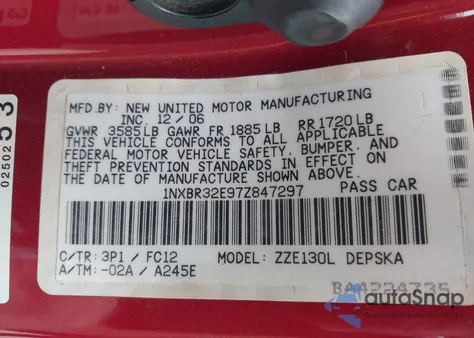 MFD.BY: NEW UNITED MOTOR MANUFACTURING
INC. 12/06
GVWR 3585LB GAWR FR 1885LB RR1720LB
THIS VEHICLE CONFORMS TO ALL APPLICABLE
FEDERAL MOTOR VEHICLE SAFETY, BUMPER, AND
THEFT PREVENTION STANDARDS IN EFFECT ON
THE DATE OF MANUFACTURE SHOWN ABOVE.
1NXBR32E97Z847297 PASS CAR
C/TR: 3P1 / FC12 MODEL: ZZE130L DEPSKA
A/TM: -02A / A245E
autoSnap